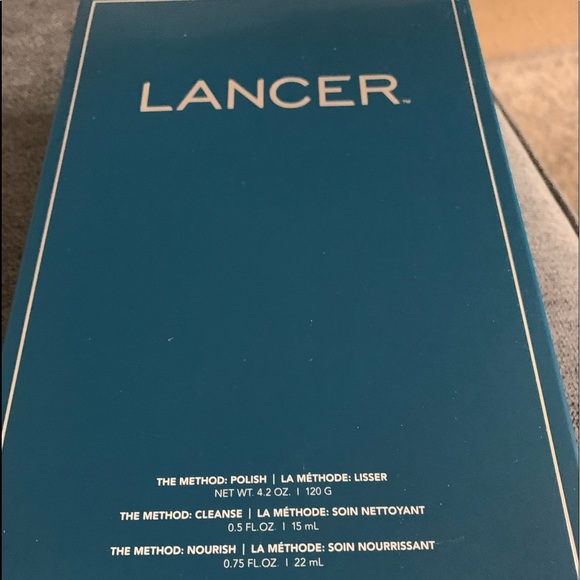 LANCER™
THE METHOD: POLISH | LA MÉTHODE: LISSER
NET WT. 4.2 OZ. | 120 G
THE METHOD: CLEANSE | LA MÉTHODE: SOIN NETTOYANT
0.5 FL.OZ | 15 mL
THE METHOD: NOURISH | LA MÉTHODE: SOIN NOURRISSANT
0.75 FL.OZ | 22 mL